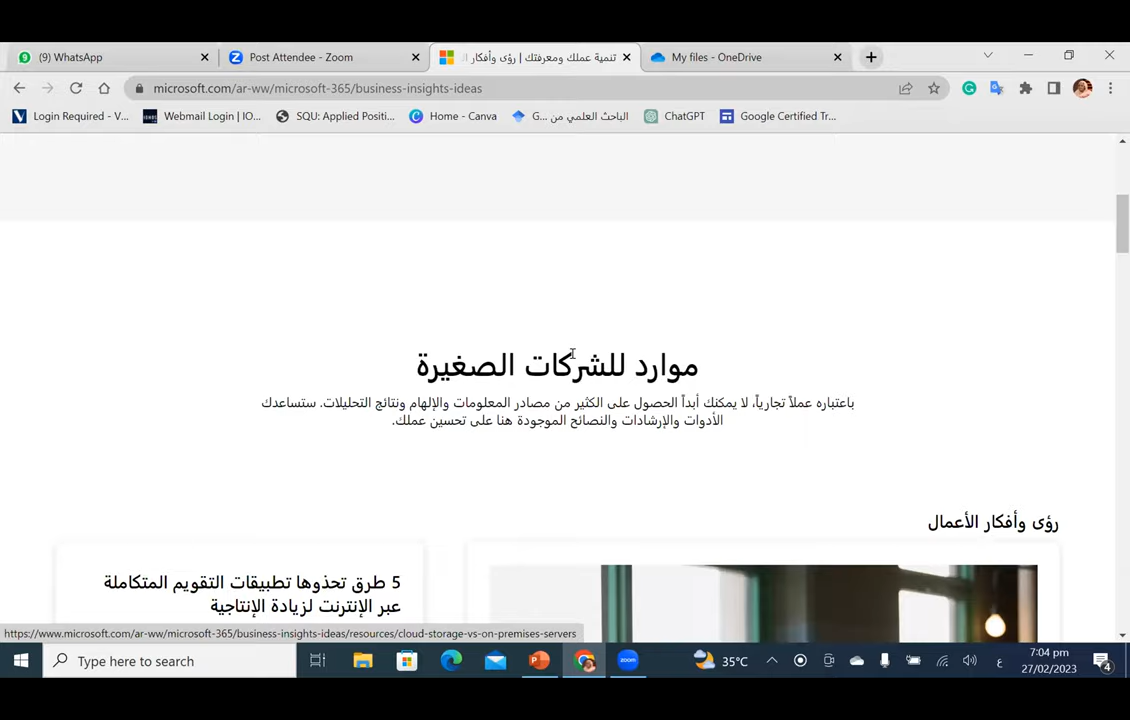 (9) WhatsApp
Post Attendee - Zoom
تنمية عملك ومعرفتك | رؤى وأفكار ا
My files - OneDrive
microsoft.com/ar-ww/microsoft-365/business-insights-ideas
Login Required - V...
Webmail Login | IO...
SQU: Applied Positi...
Home - Canva
الباحث العلمي من G...
ChatGPT
Google Certified Tr...
موارد للشركات الصغيرة
باعتباره عملاً تجارياً، لا يمكنك أبداً الحصول على الكثير من مصادر المعلومات والإلهام ونتائج التحليلات. ستساعدك
الأدوات والإرشادات والنصائح الموجودة هنا على تحسين عملك.
رؤى وأفكار الأعمال
5 طرق تحذوها تطبيقات التقويم المتكاملة
عبر الإنترنت لزيادة الإنتاجية
https://www.microsoft.com/ar-ww/microsoft-365/business-insights-ideas/resources/cloud-storage-vs-on-premises-servers
Type here to search
zoom
35°C
ع
7:04 pm
27/02/2023
4